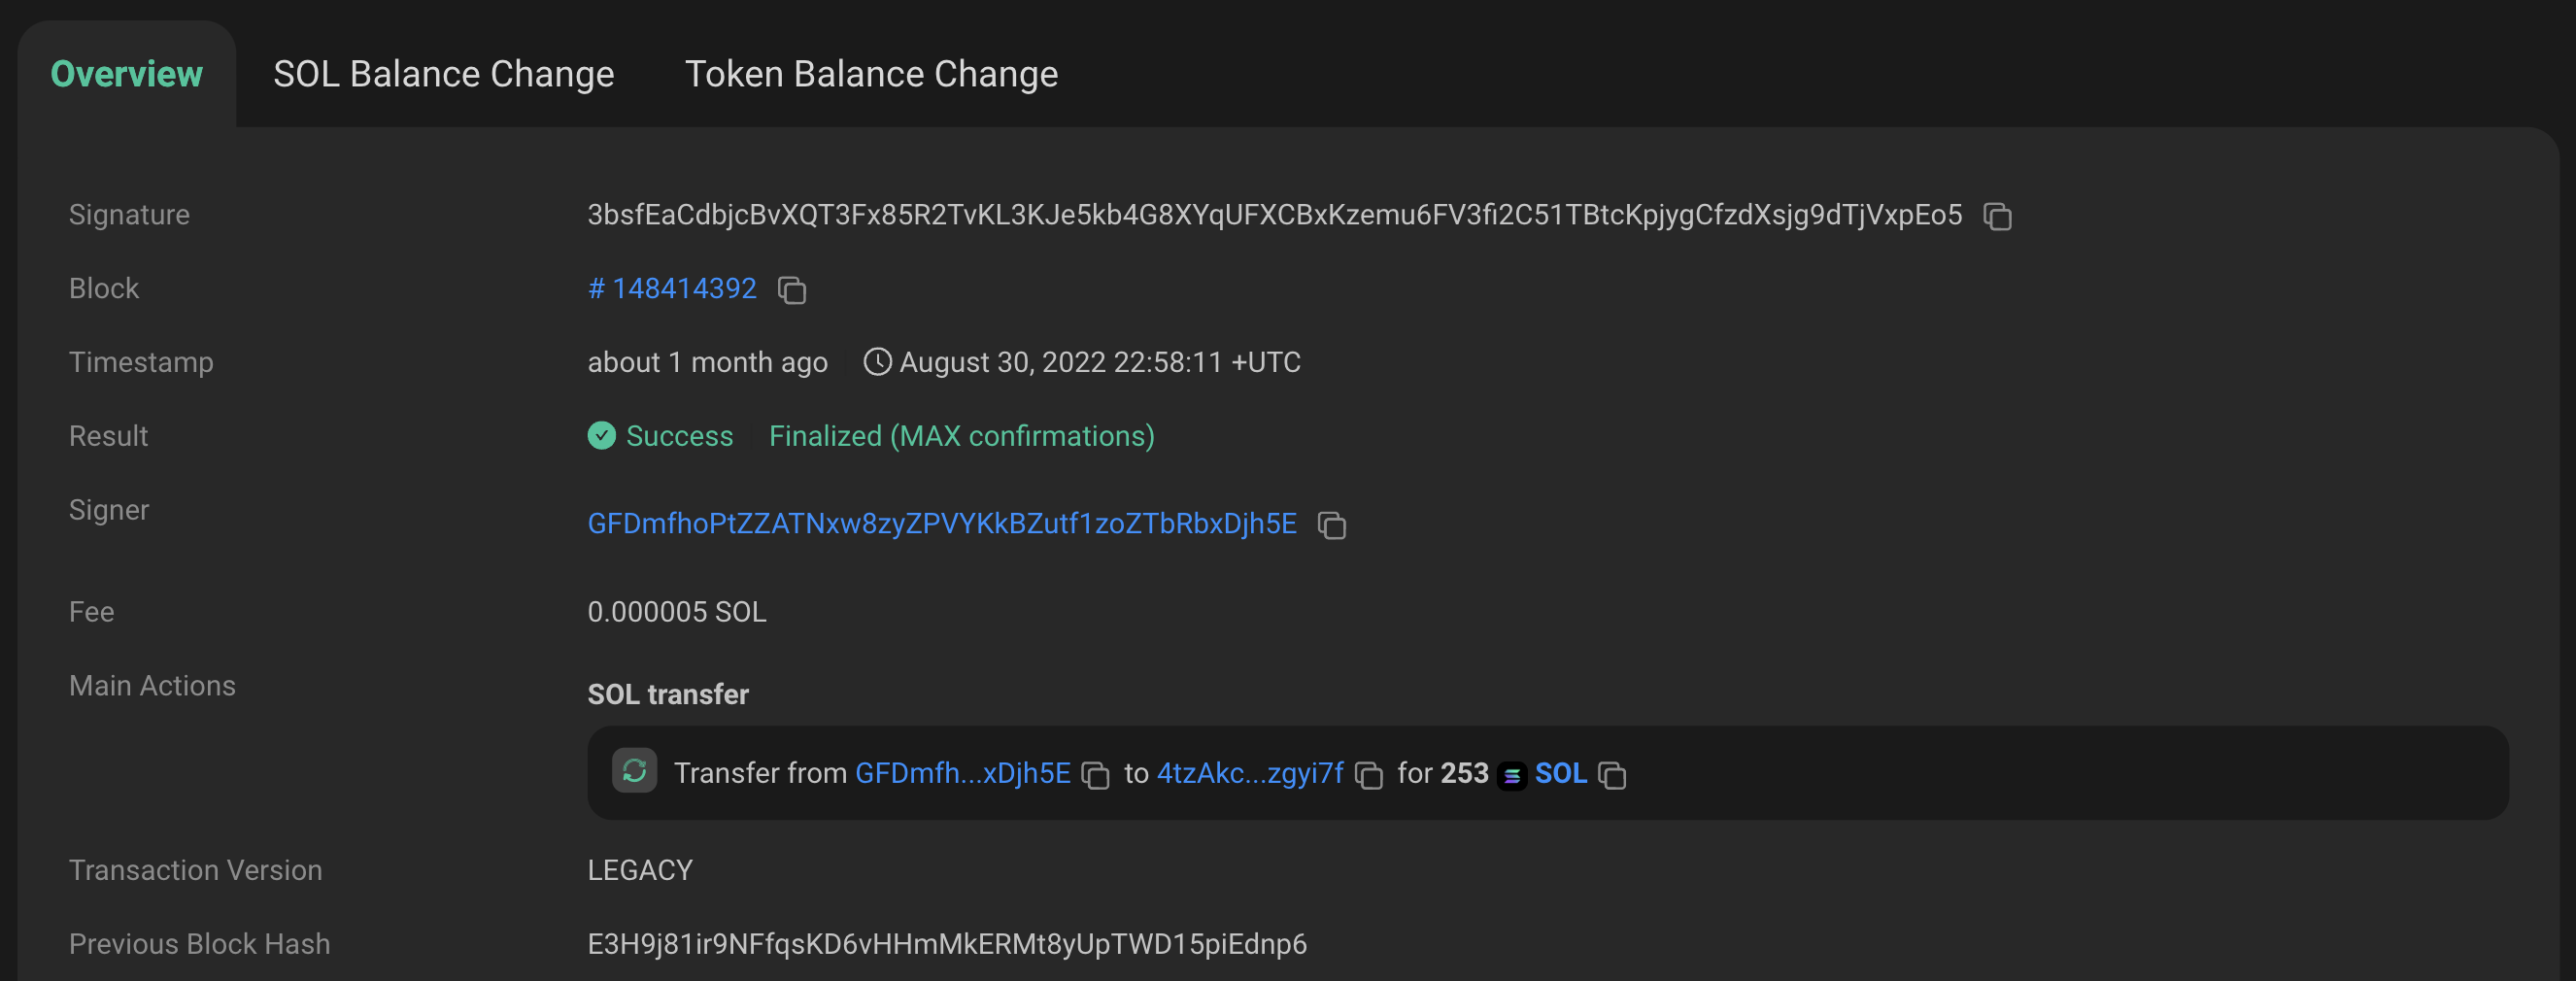 Overview SOL Balance Change Token Balance Change
Signature 3bsfEaCdbjcBvXQT3Fx85R2TvKL3KJe5kb4G8XYqUFXCBxKzemu6FV3fi2C51TBtcKpjygCfzdXsjg9dTjVxpEo5
Block # 148414392
Timestamp about 1 month ago August 30, 2022 22:58:11 +UTC
Result Success Finalized (MAX confirmations)
Signer GFDmfhoPtZZATNxw8zyZPVYKkBZutf1zoZTbRbxDjh5E
Fee 0.000005 SOL
Main Actions SOL transfer
Transfer from GFDmfh...xDjh5E to 4tzAkc...zgyi7f for 253 SOL
Transaction Version LEGACY
Previous Block Hash E3H9j81ir9NFfqsKD6vHHmMkERMt8yUpTWD15piEdnp6